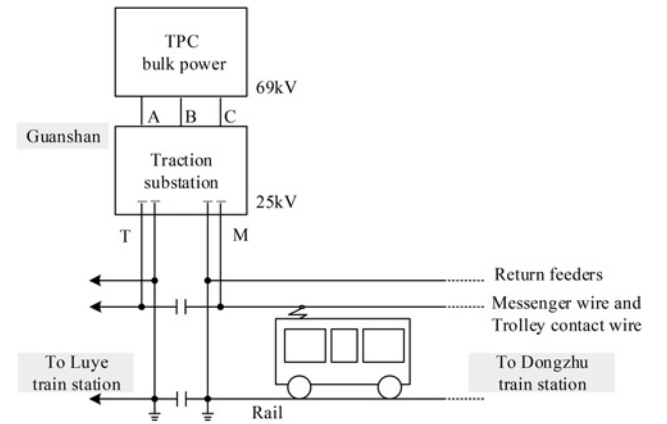 TPC
bulk power
69kV
A B C
Guanshan
Traction
substation
25kV
T M
Return feeders
Messenger wire and
Trolley contact wire
To Luye
train station
To Dongzhu
train station
Rail